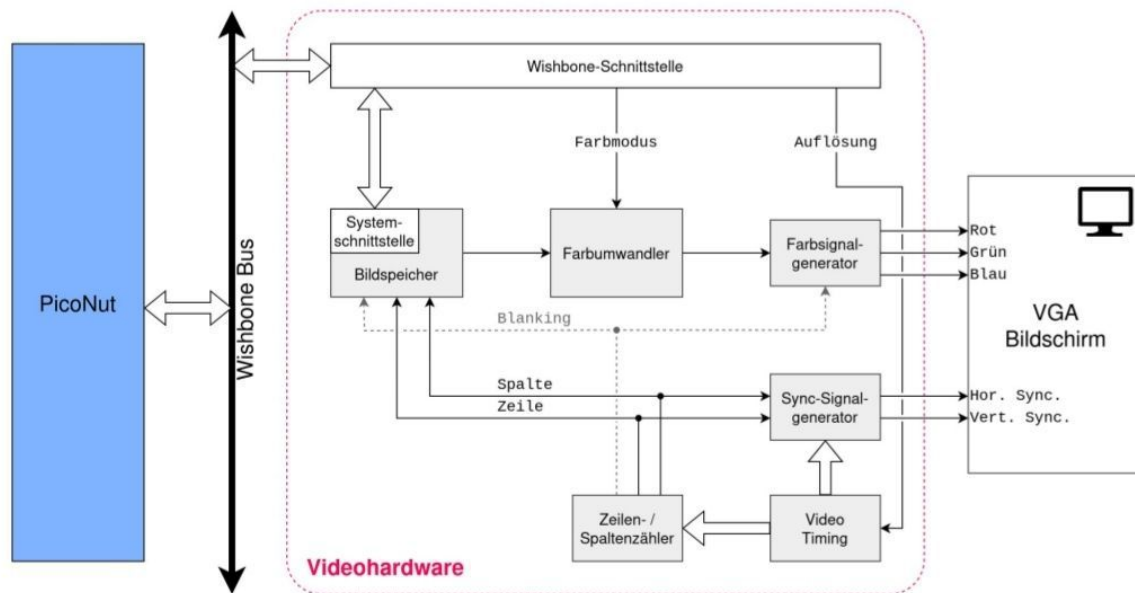 Wishbone-Schnittstelle
Farbmodus
Auflösung
System-
schnittstelle
Bildspeicher
Farbumwandler
Farbsignal-
generator
Rot
Grün
Blau
PicoNut
Wishbone Bus
Blanking
VGA
Bildschirm
Spalte
Zeile
Sync-Signal-
generator
Hor. Sync.
Vert. Sync.
Zeilen- /
Spaltenzähler
Video
Timing
Videohardware